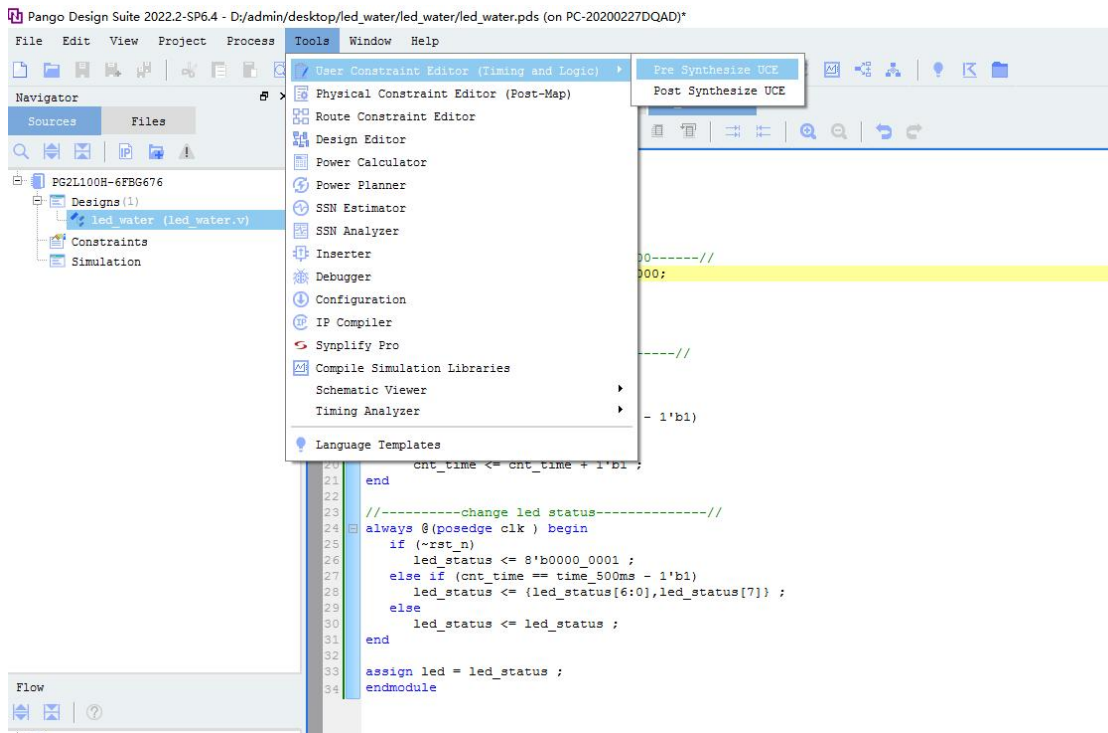 Pango Design Suite 2022.2-SP6.4 - D:/admin/desktop/led_water/led_water/led_water.pds (on PC-20200227DQAD)*
File Edit View Project Process Tools Window Help
User Constraint Editor (Timing and Logic)
Pre Synthesize UCE
Post Synthesize UCE
Physical Constraint Editor (Post-Map)
Route Constraint Editor
Design Editor
Power Calculator
Power Planner
SSN Estimator
SSN Analyzer
Inserter
Debugger
Configuration
IP Compiler
Synplify Pro
Compile Simulation Libraries
Schematic Viewer
Timing Analyzer
Language Templates
Navigator
Sources Files
IP
PG2L100H-6FBG676
Designs (1)
led_water (led_water.v)
Constraints
Simulation
00------//
000;
-----//
- 1'b1)
20 cnt_time <= cnt_time + 1'b1 ;
21 end
22
23 //----------change led status---------------//
24 always @(posedge clk ) begin
25 if (~rst_n)
26 led_status <= 8'b0000_0001 ;
27 else if (cnt_time == time_500ms - 1'b1)
28 led_status <= {led_status[6:0],led_status[7]} ;
29 else
30 led_status <= led_status ;
31 end
32
33 assign led = led_status ;
34 endmodule
Flow